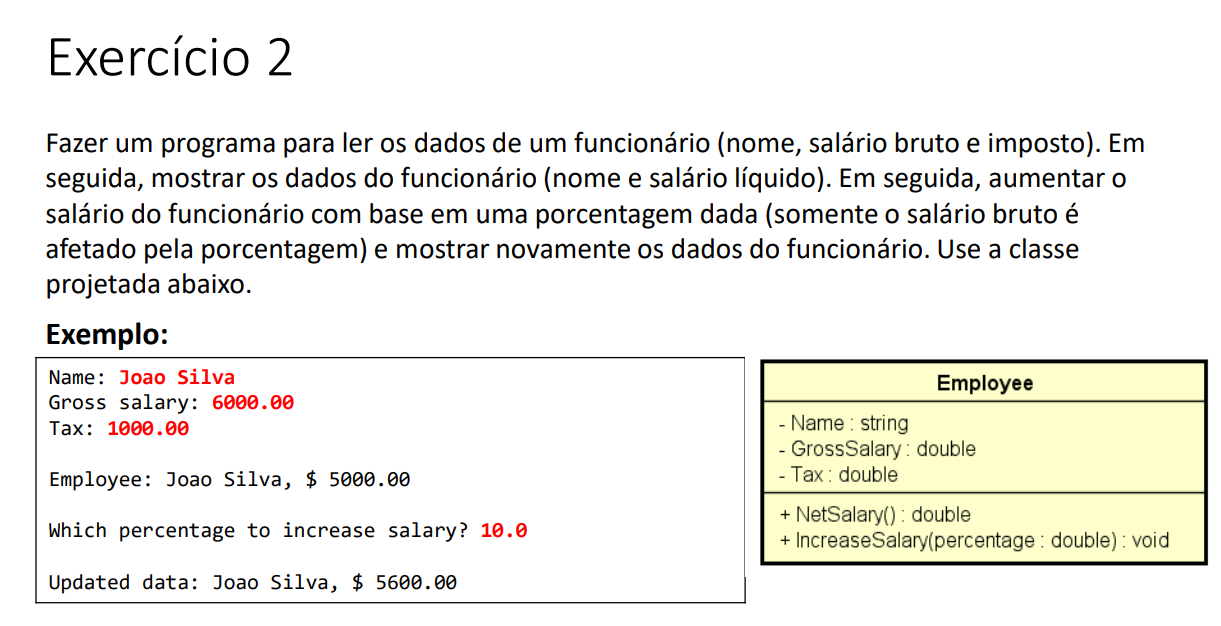 Exercício 2
Fazer um programa para ler os dados de um funcionário (nome, salário bruto e imposto). Em
seguida, mostrar os dados do funcionário (nome e salário líquido). Em seguida, aumentar o
salário do funcionário com base em uma porcentagem dada (somente o salário bruto é
afetado pela porcentagem) e mostrar novamente os dados do funcionário. Use a classe
projetada abaixo.
Exemplo:
Name: Joao Silva
Gross salary: 6000.00
Tax: 1000.00
Employee: Joao Silva, $ 5000.00
Which percentage to increase salary? 10.0
Updated data: Joao Silva, $ 5600.00
Employee
- Name : string
- GrossSalary : double
- Tax : double
+ NetSalary() : double
+ IncreaseSalary(percentage : double) : void